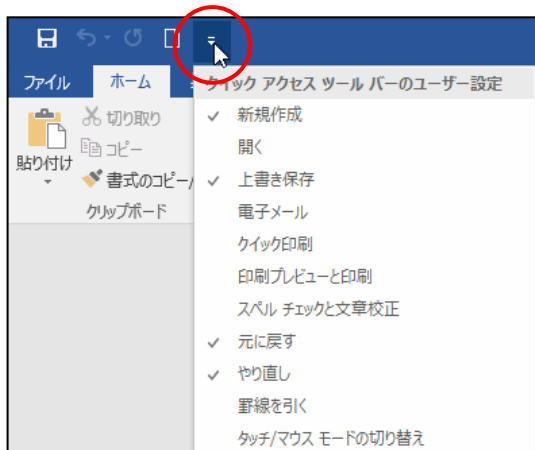 ファイル ホーム
クイック アクセス ツール バーのユーザー設定
切り取り
コピー
貼り付け
書式のコピー/
クリップボード
新規作成
開く
上書き保存
電子メール
クイック印刷
印刷プレビューと印刷
スペル チェックと文章校正
元に戻す
やり直し
罫線を引く
タッチ/マウス モードの切り替え